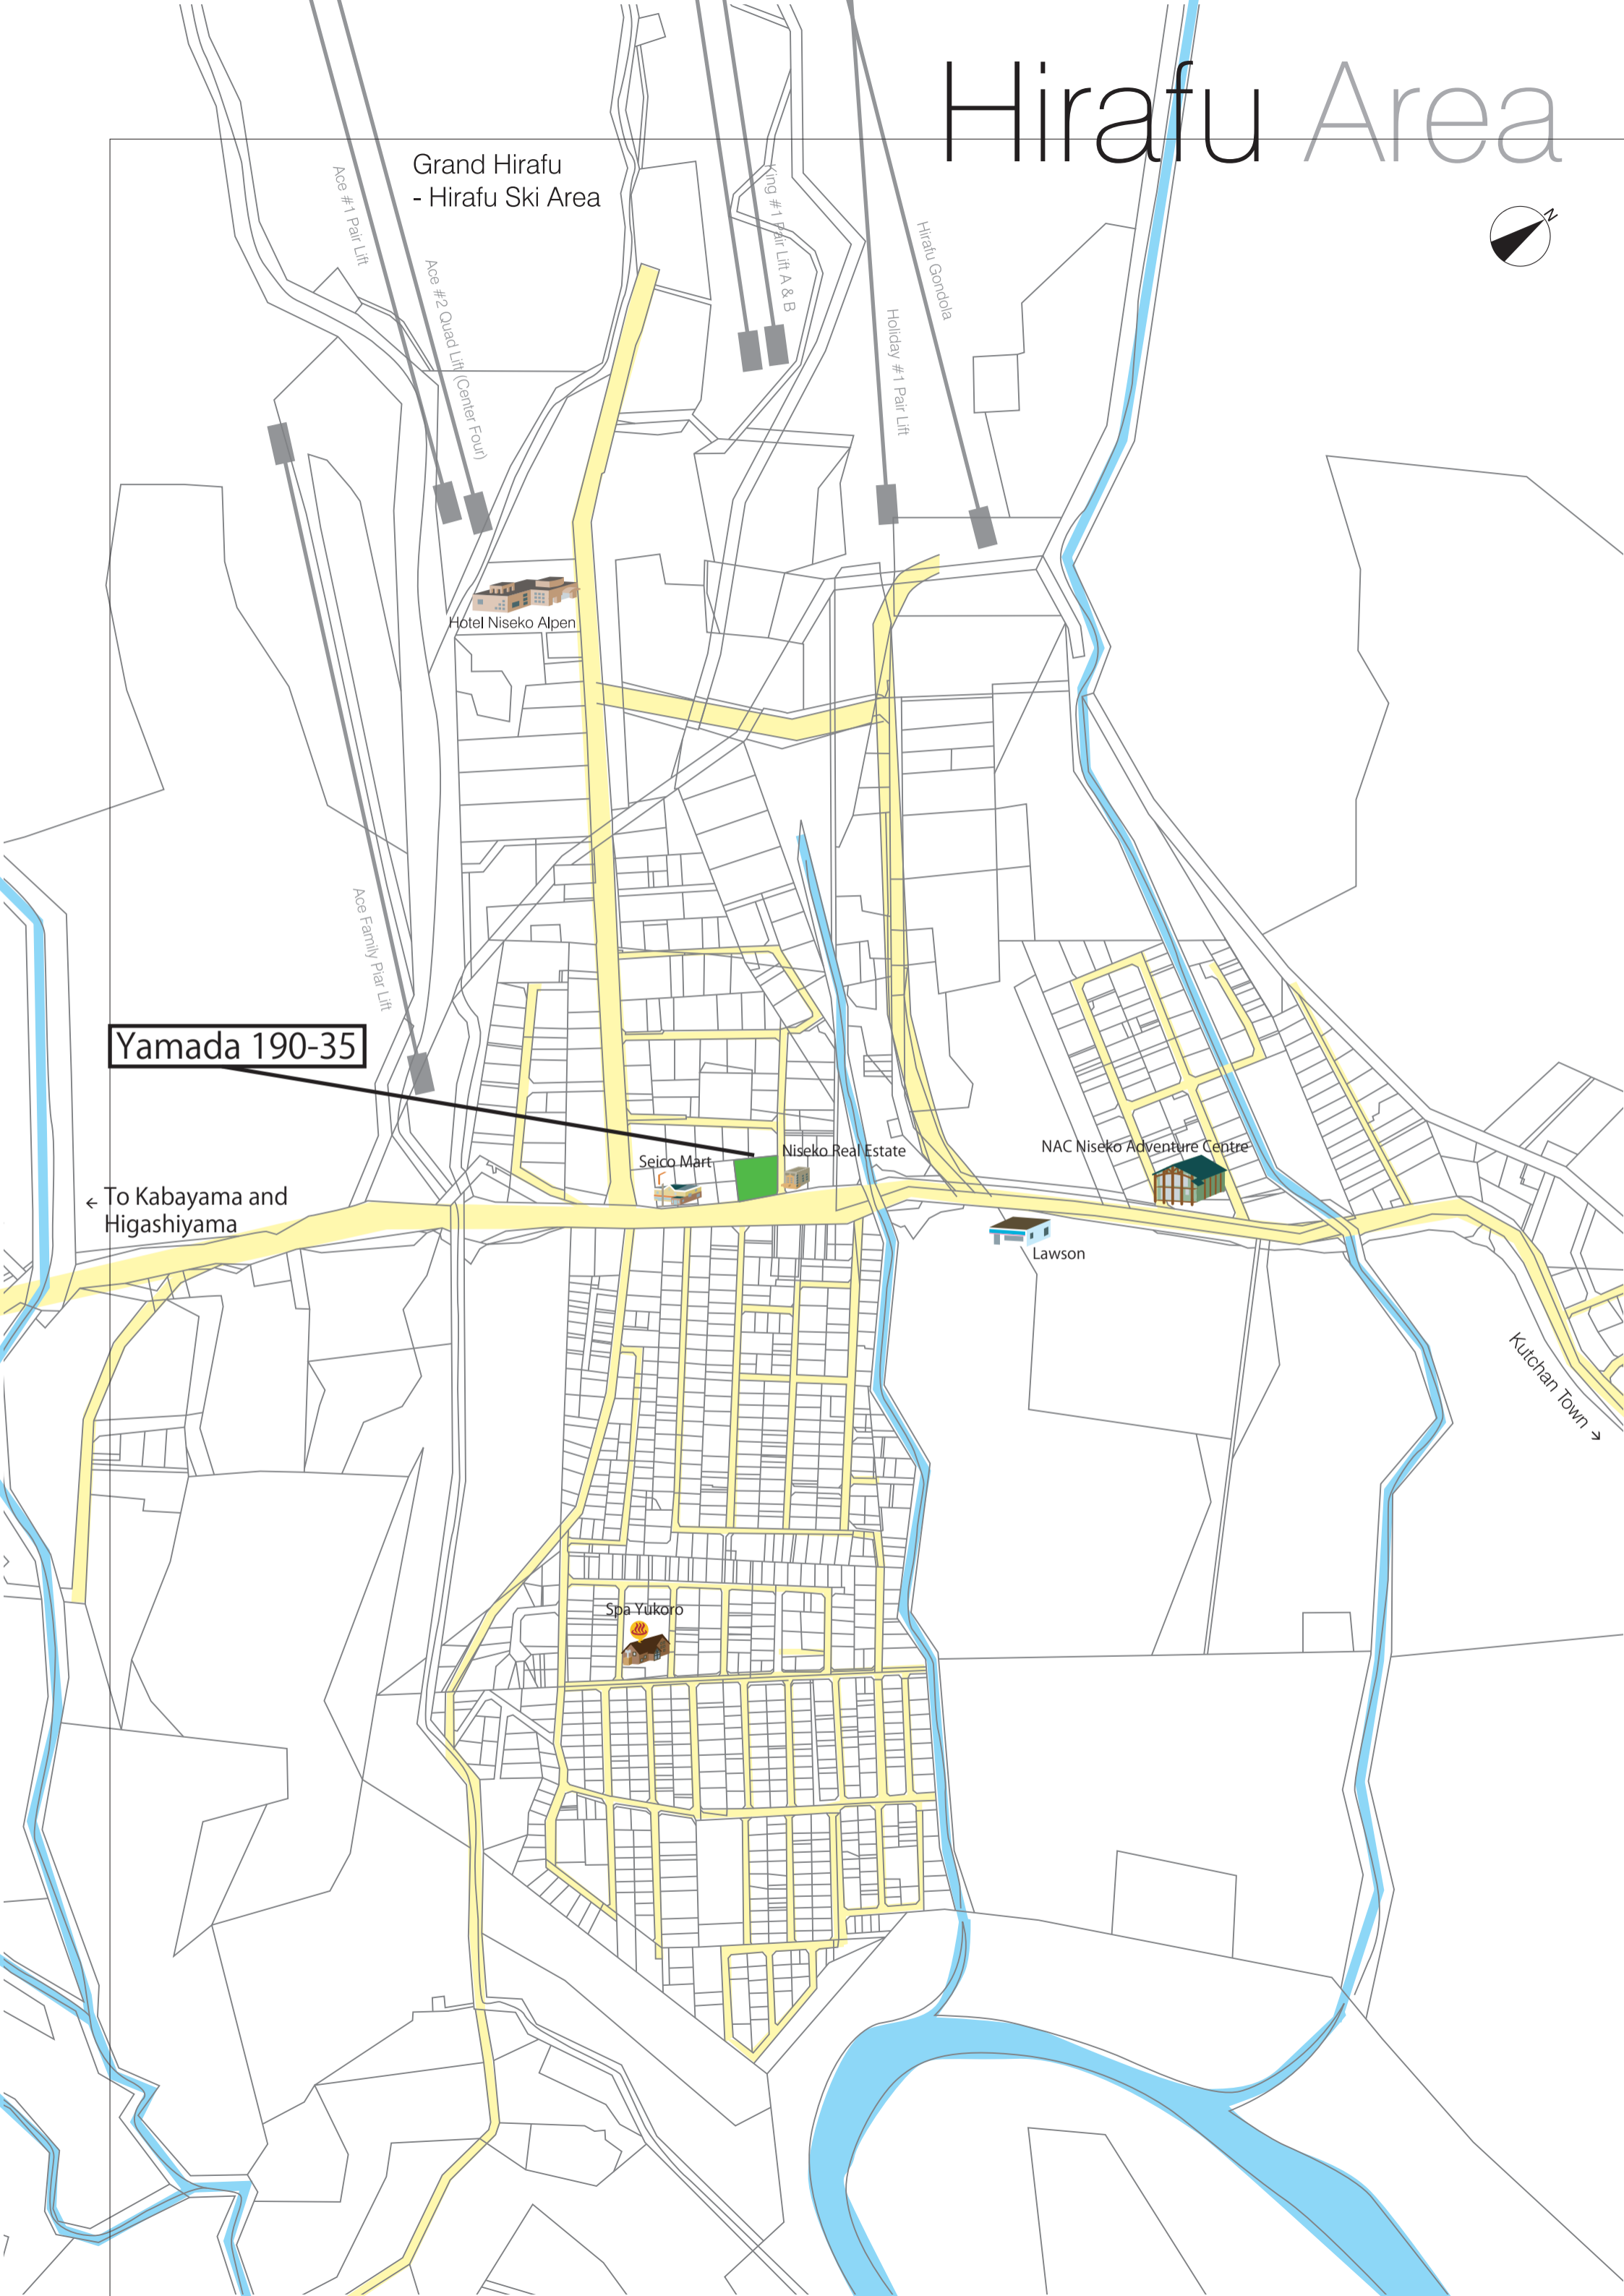 Hirafu Area
Grand Hirafu
- Hirafu Ski Area
N
Ace #1 Pair Lift
Ace #2 Quad Lift (Center Four)
King #1 Pair Lift A & B
Holiday #1 Pair Lift
Hirafu Gondola
Hotel Niseko Alpen
Ace Family Piar Lift
Yamada 190-35
Seico Mart
Niseko Real Estate
NAC Niseko Adventure Centre
← To Kabayama and
Higashiyama
Lawson
Kutchan Town →
Spa Yukoro